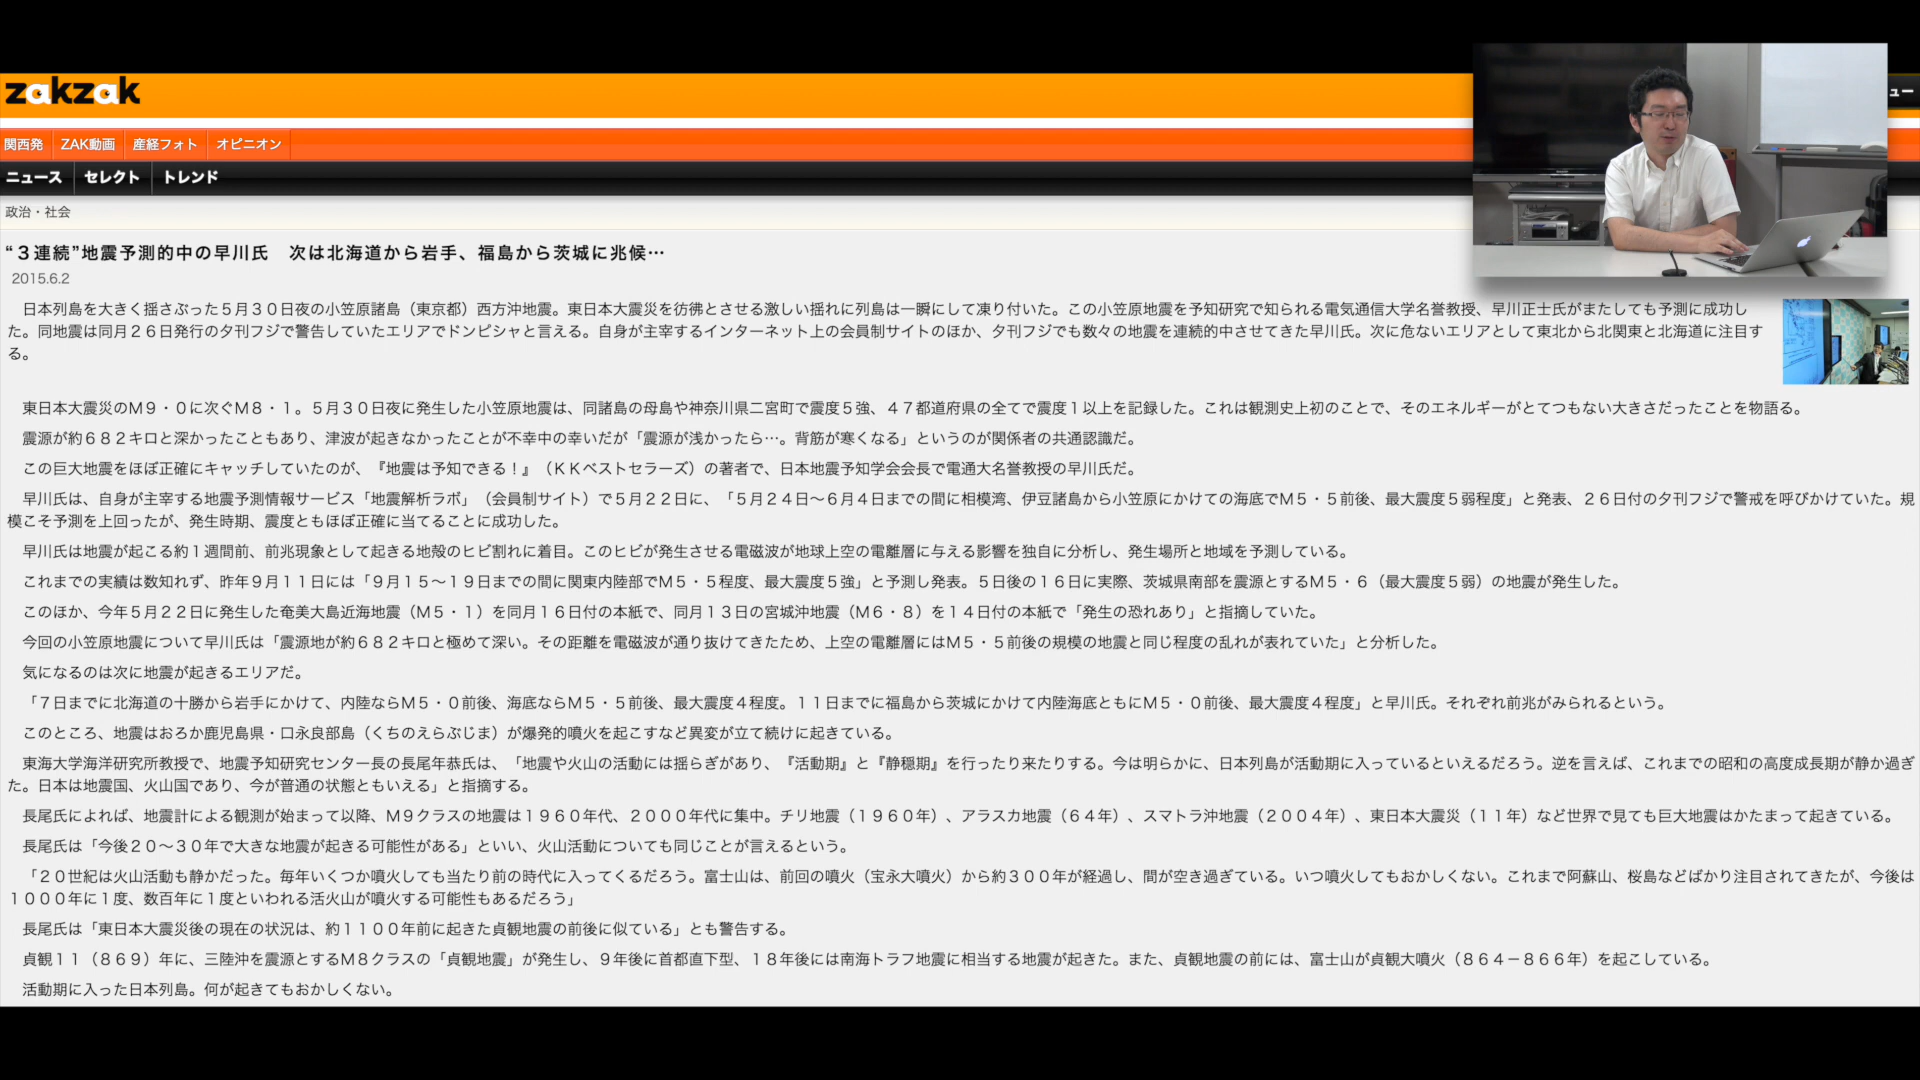 zakzak
ュー
関西発 ZAK動画 産経フォト オピニオン
ニュース セレクト トレンド
政治・社会
“３連続”地震予測的中の早川氏　次は北海道から岩手、福島から茨城に兆候…
2015.6.2
日本列島を大きく揺さぶった５月３０日夜の小笠原諸島（東京都）西方沖地震。東日本大震災を彷彿とさせる激しい揺れに列島は一瞬にして凍り付いた。この小笠原地震を予知研究で知られる電気通信大学名誉教授、早川正士氏がまたしても予測に成功し
た。同地震は同月２６日発行の夕刊フジで警告していたエリアでドンピシャと言える。自身が主宰するインターネット上の会員制サイトのほか、夕刊フジでも数々の地震を連続的中させてきた早川氏。次に危ないエリアとして東北から北関東と北海道に注目す
る。
東日本大震災のＭ９・０に次ぐＭ８・１。５月３０日夜に発生した小笠原地震は、同諸島の母島や神奈川県二宮町で震度５強、４７都道府県の全てで震度１以上を記録した。これは観測史上初のことで、そのエネルギーがとてつもない大きさだったことを物語る。
震源が約６８２キロと深かったこともあり、津波が起きなかったことが不幸中の幸いだが「震源が浅かったら…。背筋が寒くなる」というのが関係者の共通認識だ。
この巨大地震をほぼ正確にキャッチしていたのが、『地震は予知できる！』（ＫＫベストセラーズ）の著者で、日本地震予知学会会長で電通大名誉教授の早川氏だ。
早川氏は、自身が主宰する地震予測情報サービス「地震解析ラボ」（会員制サイト）で５月２２日に、「５月２４日～６月４日までの間に相模湾、伊豆諸島から小笠原にかけての海底でＭ５・５前後、最大震度５弱程度」と発表、２６日付の夕刊フジで警戒を呼びかけていた。規
模こそ予測を上回ったが、発生時期、震度ともほぼ正確に当てることに成功した。
早川氏は地震が起こる約１週間前、前兆現象として起きる地殻のヒビ割れに着目。このヒビが発生させる電磁波が地球上空の電離層に与える影響を独自に分析し、発生場所と地域を予測している。
これまでの実績は数知れず、昨年９月１１日には「９月１５～１９日までの間に関東内陸部でＭ５・５程度、最大震度５強」と予測し発表。５日後の１６日に実際、茨城県南部を震源とするＭ５・６（最大震度５弱）の地震が発生した。
このほか、今年５月２２日に発生した奄美大島近海地震（Ｍ５・１）を同月１６日付の本紙で、同月１３日の宮城沖地震（Ｍ６・８）を１４日付の本紙で「発生の恐れあり」と指摘していた。
今回の小笠原地震について早川氏は「震源地が約６８２キロと極めて深い。その距離を電磁波が通り抜けてきたため、上空の電離層にはＭ５・５前後の規模の地震と同じ程度の乱れが表れていた」と分析した。
気になるのは次に地震が起きるエリアだ。
「７日までに北海道の十勝から岩手にかけて、内陸ならＭ５・０前後、海底ならＭ５・５前後、最大震度４程度。１１日までに福島から茨城にかけて内陸海底ともにＭ５・０前後、最大震度４程度」と早川氏。それぞれ前兆がみられるという。
このところ、地震はおろか鹿児島県・口永良部島（くちのえらぶじま）が爆発的噴火を起こすなど異変が立て続けに起きている。
東海大学海洋研究所教授で、地震予知研究センター長の長尾年恭氏は、「地震や火山の活動には揺らぎがあり、『活動期』と『静穏期』を行ったり来たりする。今は明らかに、日本列島が活動期に入っているといえるだろう。逆を言えば、これまでの昭和の高度成長期が静か過ぎ
た。日本は地震国、火山国であり、今が普通の状態ともいえる」と指摘する。
長尾氏によれば、地震計による観測が始まって以降、Ｍ９クラスの地震は１９６０年代、２０００年代に集中。チリ地震（１９６０年）、アラスカ地震（６４年）、スマトラ沖地震（２００４年）、東日本大震災（１１年）など世界で見ても巨大地震はかたまって起きている。
長尾氏は「今後２０～３０年で大きな地震が起きる可能性がある」といい、火山活動についても同じことが言えるという。
「２０世紀は火山活動も静かだった。毎年いくつか噴火しても当たり前の時代に入ってくるだろう。富士山は、前回の噴火（宝永大噴火）から約３００年が経過し、間が空き過ぎている。いつ噴火してもおかしくない。これまで阿蘇山、桜島などばかり注目されてきたが、今後は
１０００年に１度、数百年に１度といわれる活火山が噴火する可能性もあるだろう」
長尾氏は「東日本大震災後の現在の状況は、約１１００年前に起きた貞観地震の前後に似ている」とも警告する。
貞観１１（８６９）年に、三陸沖を震源とするＭ８クラスの「貞観地震」が発生し、９年後に首都直下型、１８年後には南海トラフ地震に相当する地震が起きた。また、貞観地震の前には、富士山が貞観大噴火（８６４－８６６年）を起こしている。
活動期に入った日本列島。何が起きてもおかしくない。